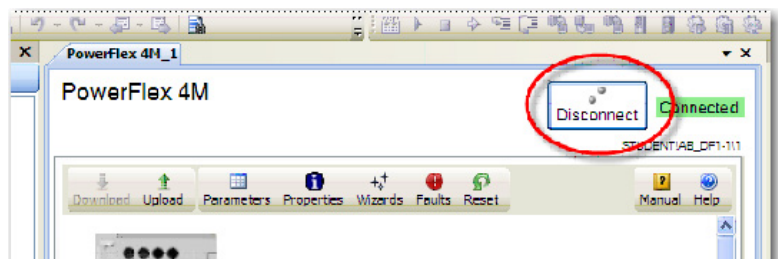 PowerFlex 4M_1
PowerFlex 4M
Disconnect
Connected
STUDENT\AB_DF1-1\1
Download Upload Parameters Properties Wizards Faults Reset Manual Help